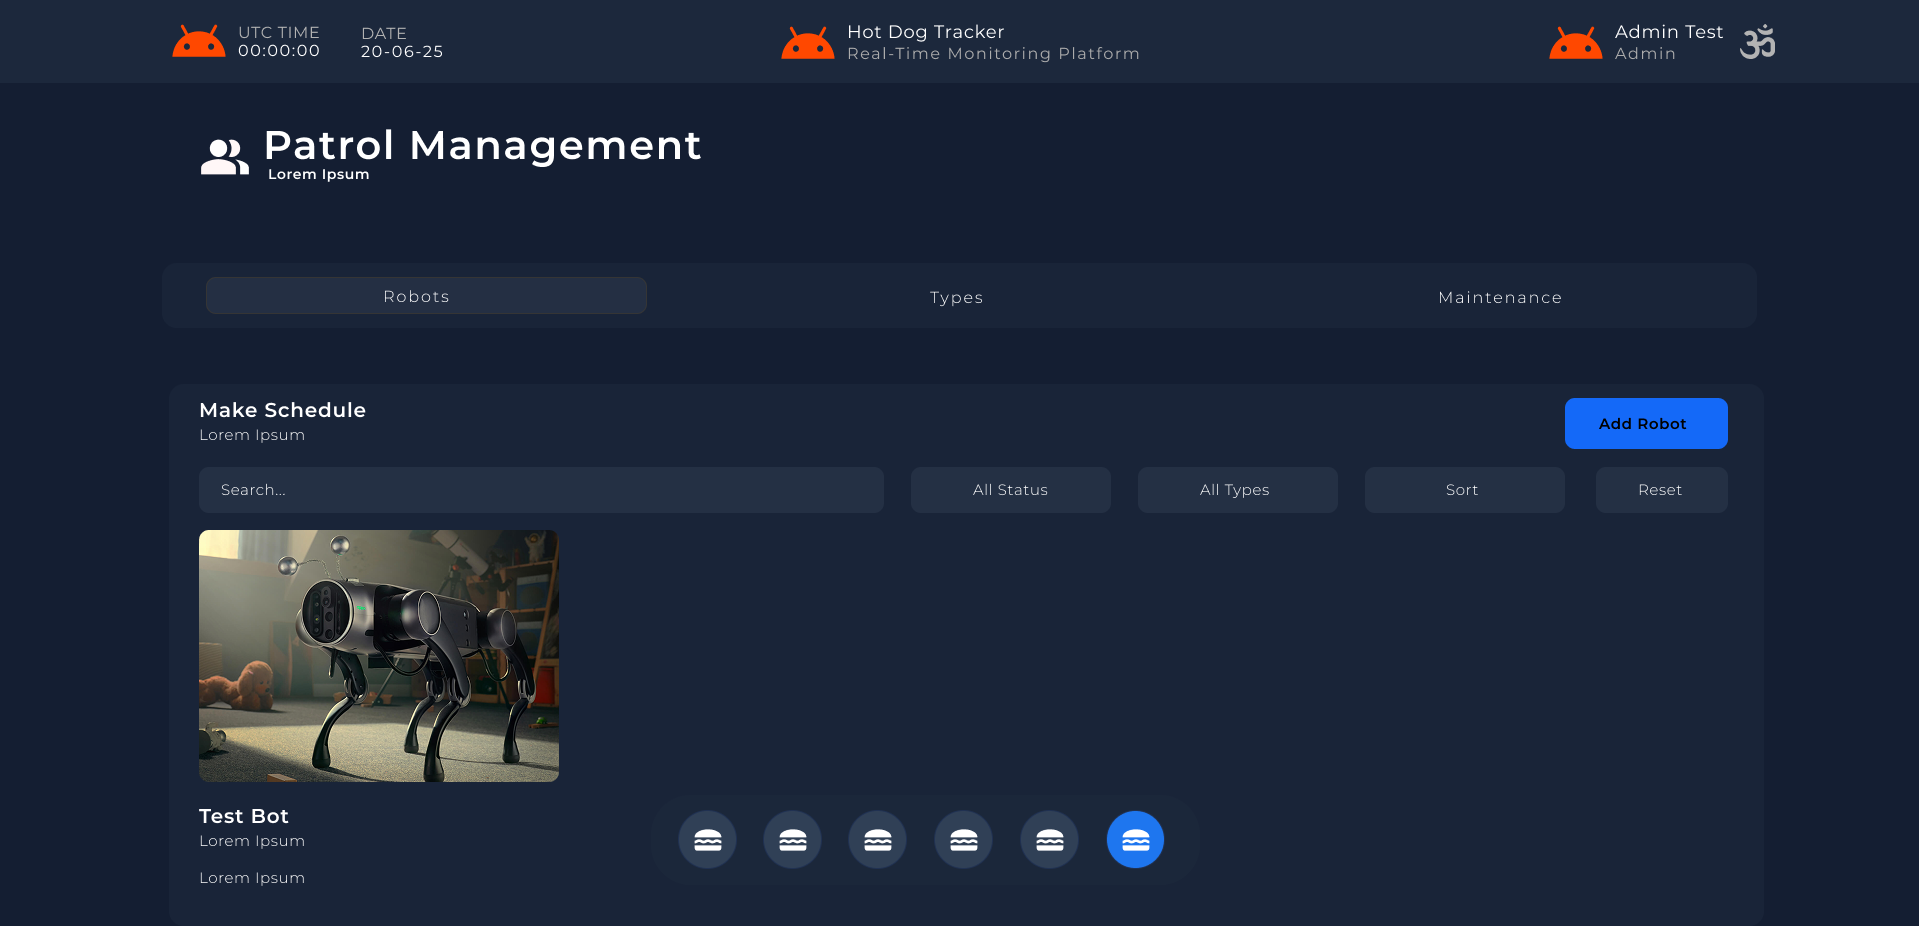 UTC TIME
00:00:00
DATE
20-06-25
Hot Dog Tracker
Real-Time Monitoring Platform
Admin Test
Admin
ॐ
Patrol Management
Lorem Ipsum
Robots
Types
Maintenance
Make Schedule
Lorem Ipsum
Add Robot
Search...
All Status
All Types
Sort
Reset
Test Bot
Lorem Ipsum
Lorem Ipsum